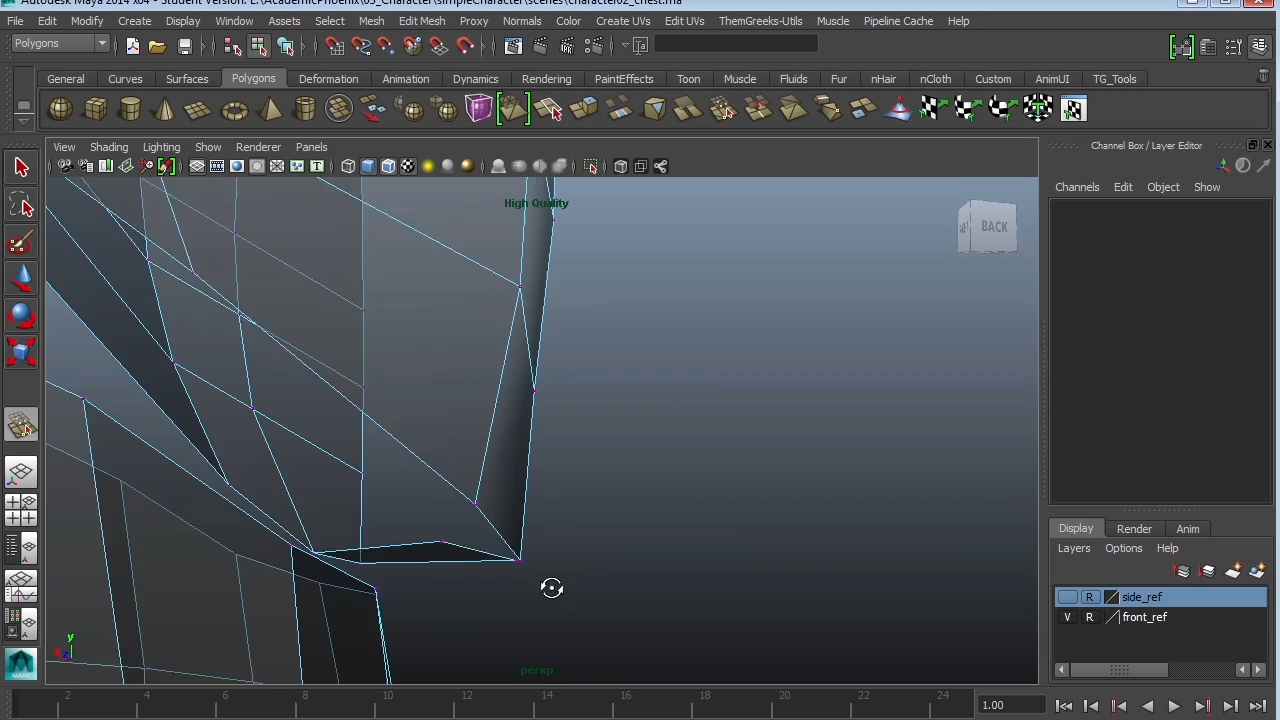 Autodesk Maya 2014 x64 - Student Version: E:\AcademicPhoenix\05_Character\simpleCharacter\scenes\character02_chest.ma
File Edit Modify Create Display Window Assets Select Mesh Edit Mesh Proxy Normals Color Create UVs Edit UVs ThemGreeks-Utils Muscle Pipeline Cache Help
Polygons
General Curves Surfaces Polygons Deformation Animation Dynamics Rendering PaintEffects Toon Muscle Fluids Fur nHair nCloth Custom AnimUI TG_Tools
View Shading Lighting Show Renderer Panels
Channel Box / Layer Editor
Channels Edit Object Show
High Quality
BACK
Display Render Anim
Layers Options Help
side_ref
R
V R front_ref
y
z
persp
2 4 6 8 10 12 14 16 18 20 22 24
1.00